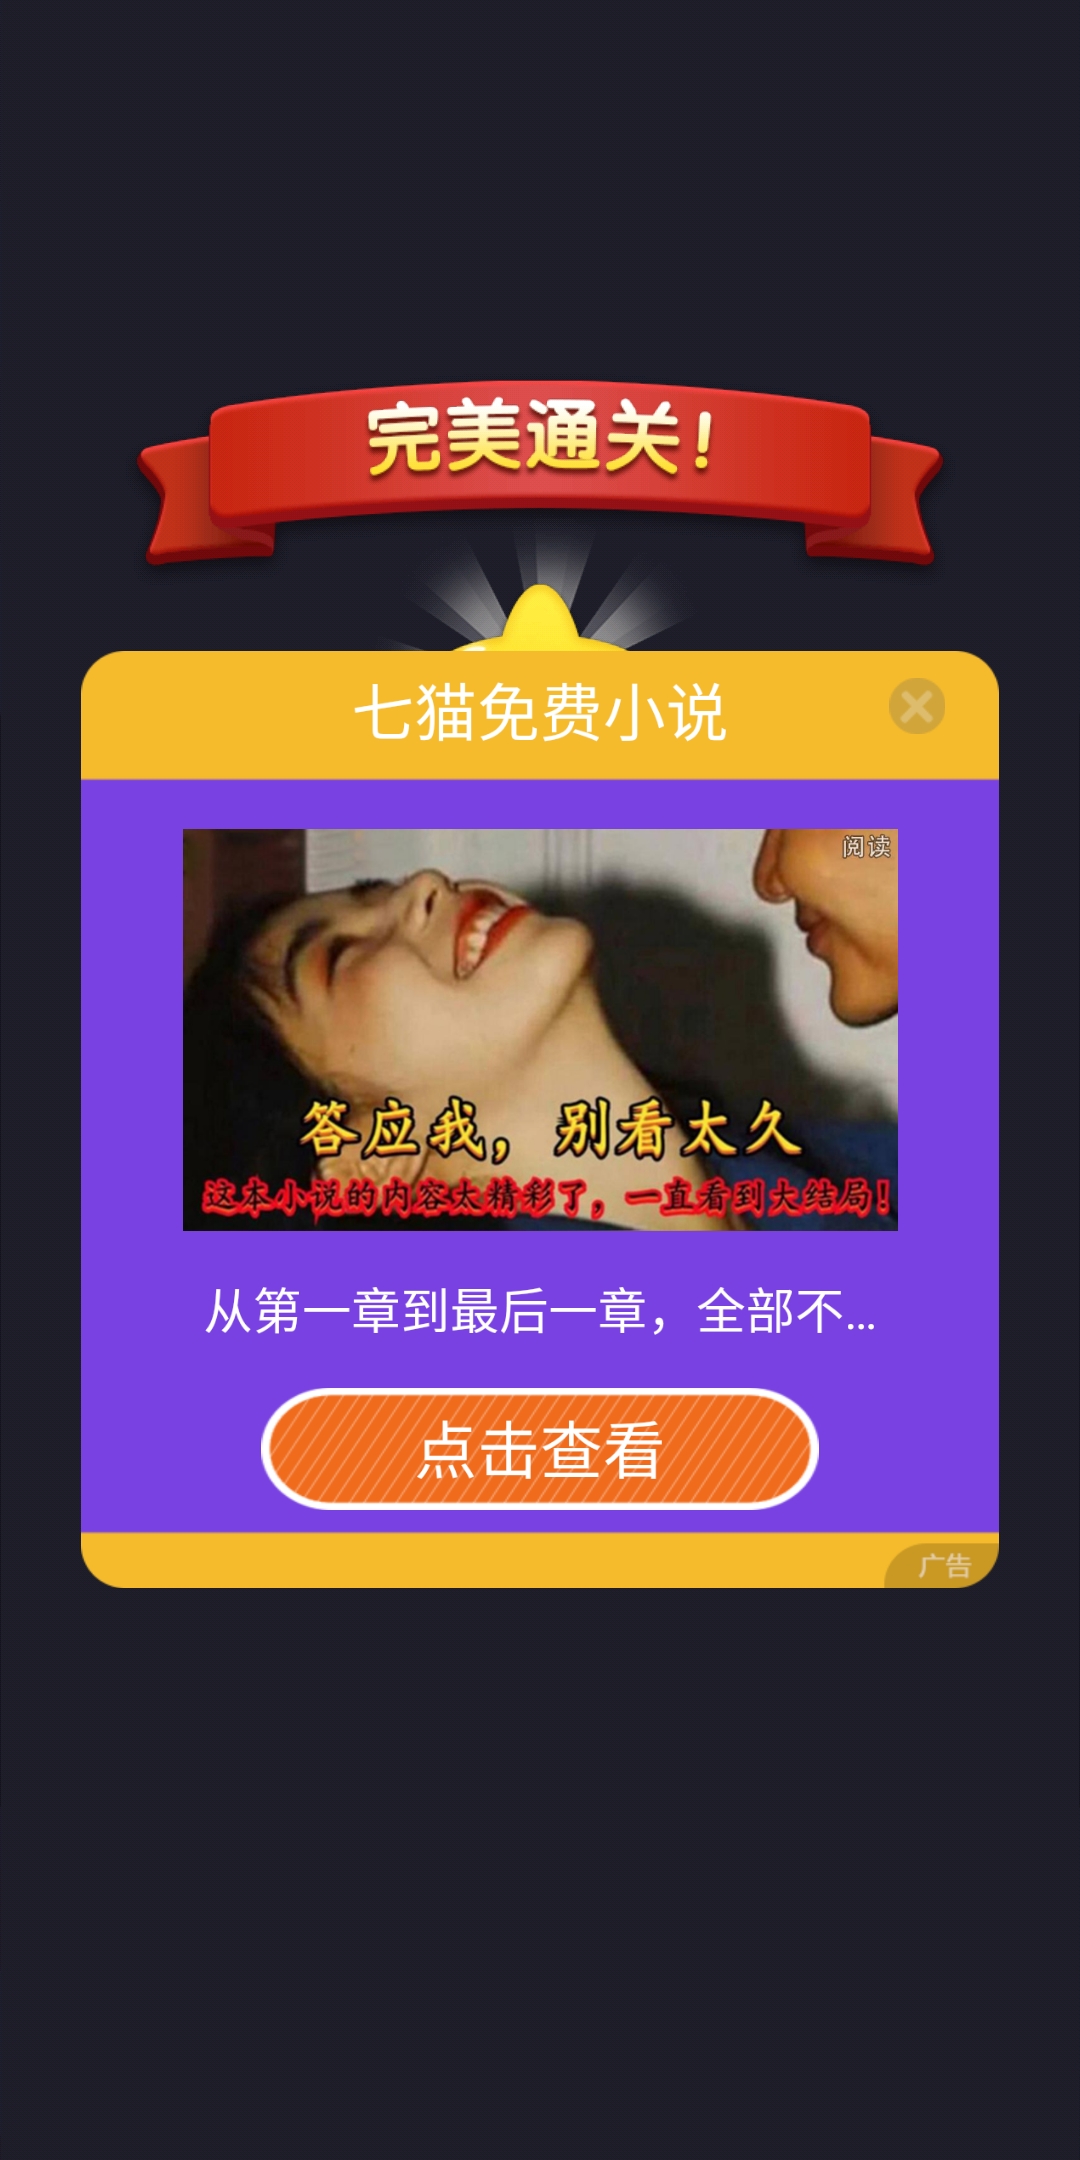 完美通关！
七猫免费小说
阅读
答应我，别看太久
这本小说的内容太精彩了，一直看到大结局！
从第一章到最后一章，全部不...
点击查看
广告